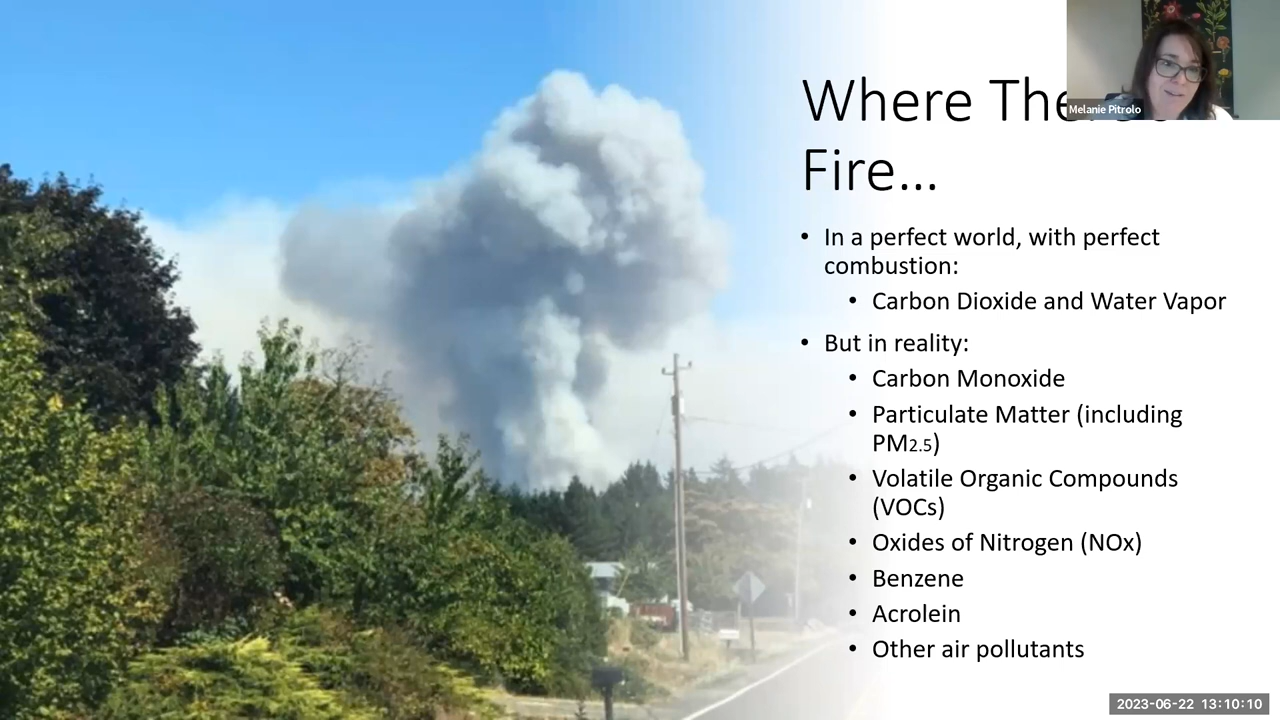 Where The
Fire...
Melanie Pitrolo
• In a perfect world, with perfect
combustion:
• Carbon Dioxide and Water Vapor
• But in reality:
• Carbon Monoxide
• Particulate Matter (including
PM2.5)
• Volatile Organic Compounds
(VOCs)
• Oxides of Nitrogen (NOx)
• Benzene
• Acrolein
• Other air pollutants
2023-06-22 13:10:10